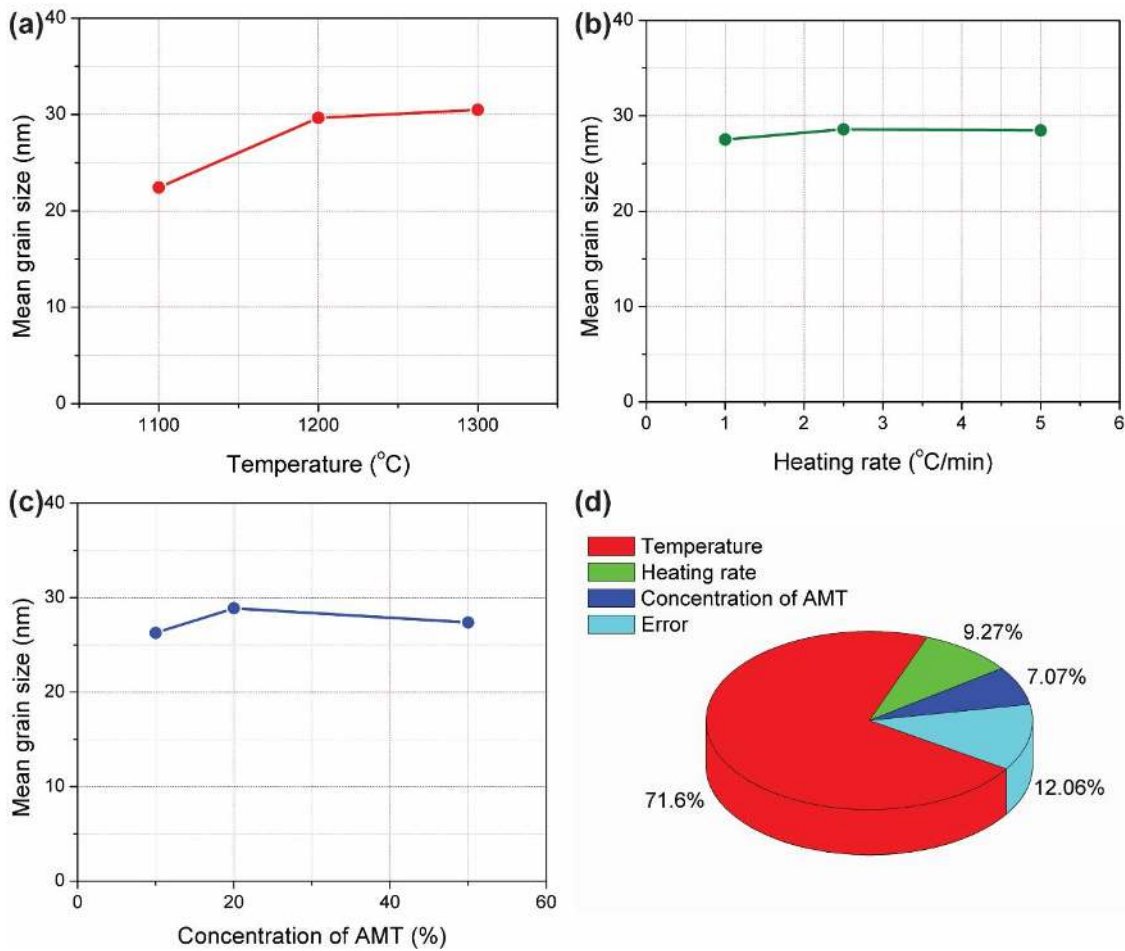 (a)
40
30
20
10
0
Mean grain size (nm)
1100 1200 1300
Temperature (°C)
(b)
40
30
20
10
0
Mean grain size (nm)
0 1 2 3 4 5 6
Heating rate (°C/min)
(c)
40
30
20
10
0
Mean grain size (nm)
0 20 40 60
Concentration of AMT (%)
(d)
Temperature
Heating rate
Concentration of AMT
Error
9.27%
7.07%
12.06%
71.6%